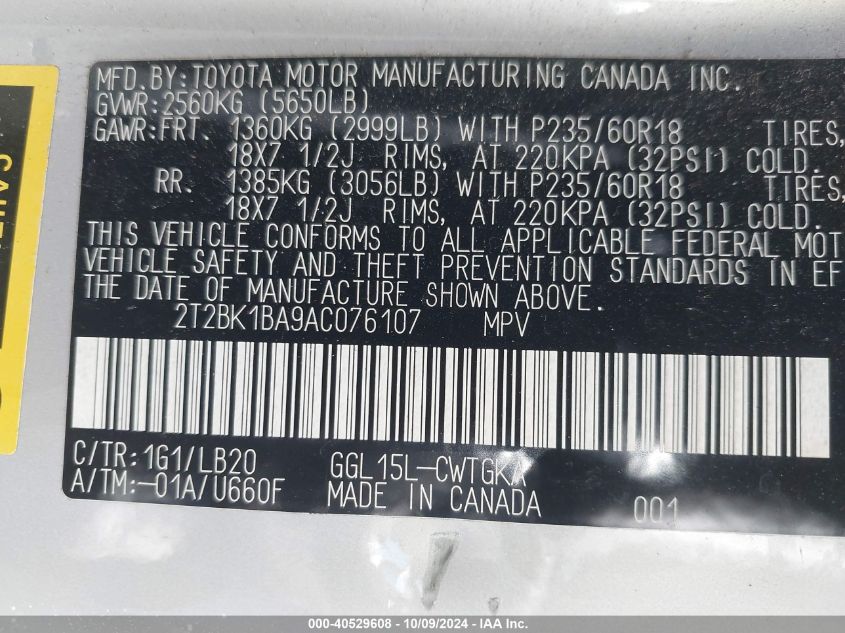 MFD.BY:TOYOTA MOTOR MANUFACTURING CANADA INC.
GVWR:2560KG (5650LB)
GAWR:FRT. 1360KG (2999LB) WITH P235/60R18 TIRES,
18X7 1/2J RIMS, AT 220KPA (32PSI) COLD.
RR. 1385KG (3056LB) WITH P235/60R18 TIRES,
18X7 1/2J RIMS, AT 220KPA (32PSI) COLD.
THIS VEHICLE CONFORMS TO ALL APPLICABLE FEDERAL MOT
VEHICLE SAFETY AND THEFT PREVENTION STANDARDS IN EF
THE DATE OF MANUFACTURE SHOWN ABOVE.
2T2BK1BA9AC076107 MPV
C/TR:1G1/LB20 GGL15L-CWTGKA
A/TM:-01A/U660F MADE IN CANADA 001
000-40529608 - 10/09/2024 - IAA Inc.